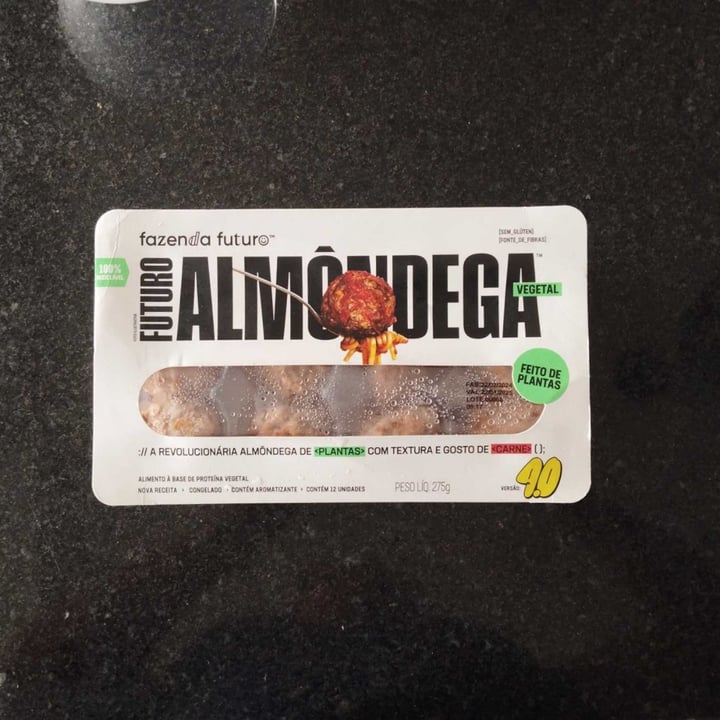 fazenda futuro™
[SEM_GLÚTEN]
[FONTE_DE_FIBRAS]
100%
RECICLÁVEL
FUTURO
ALMÔNDEGA™
VEGETAL
FEITO DE
PLANTAS
:// A REVOLUCIONÁRIA ALMÔNDEGA DE <PLANTAS> COM TEXTURA E GOSTO DE <CARNE> ();
ALIMENTO À BASE DE PROTEÍNA VEGETAL
NOVA RECEITA • CONGELADO • CONTÉM AROMATIZANTE • CONTÉM 12 UNIDADES
PESO LÍQ. 275g
VERSÃO: 4.0